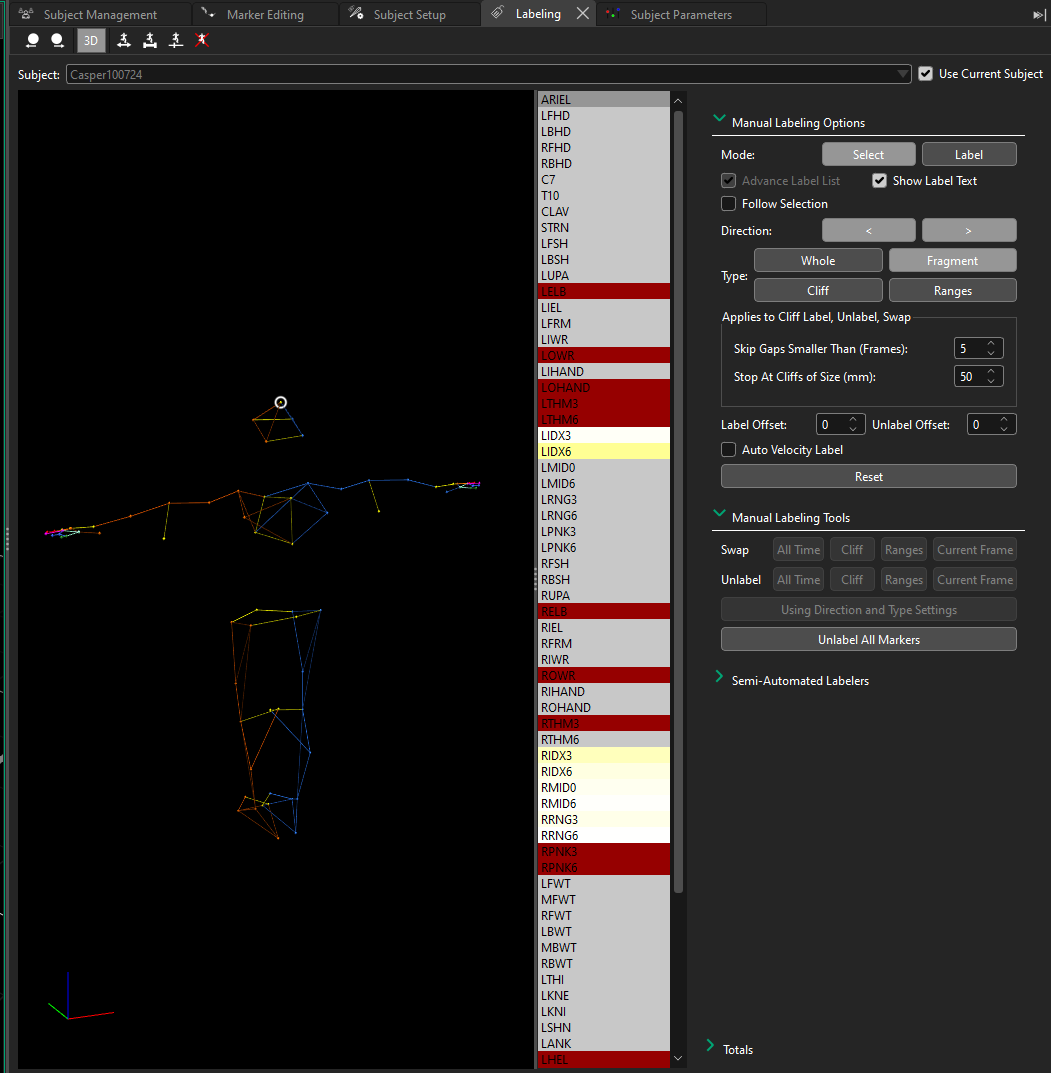 Subject Management Marker Editing Subject Setup Labeling Subject Parameters
3D
Subject: Casper100724 Use Current Subject
ARIEL
LFHD
LBHD
RFHD
RBHD
C7
T10
CLAV
STRN
LFSH
LBSH
LUPA
LELB
LIEL
LFRM
LIWR
LOWR
LIHAND
LOHAND
LTHM3
LTHM6
LIDX3
LIDX6
LMID0
LMID6
LRNG3
LRNG6
LPNK3
LPNK6
RFSH
RBSH
RUPA
RELB
RIEL
RFRM
RIWR
ROWR
RIHAND
ROHAND
RTHM3
RTHM6
RIDX3
RIDX6
RMID0
RMID6
RRNG3
RRNG6
RPNK3
RPNK6
LFWT
MFWT
RFWT
LBWT
MBWT
RBWT
LTHI
LKNE
LKNI
LSHN
LANK
LHEL
Manual Labeling Options
Mode: Select Label
Advance Label List Show Label Text
Follow Selection
Direction: < >
Type: Whole Fragment
Cliff Ranges
Applies to Cliff Label, Unlabel, Swap
Skip Gaps Smaller Than (Frames): 5
Stop At Cliffs of Size (mm): 50
Label Offset: 0 Unlabel Offset: 0
Auto Velocity Label
Reset
Manual Labeling Tools
Swap All Time Cliff Ranges Current Frame
Unlabel All Time Cliff Ranges Current Frame
Using Direction and Type Settings
Unlabel All Markers
Semi-Automated Labelers
Totals